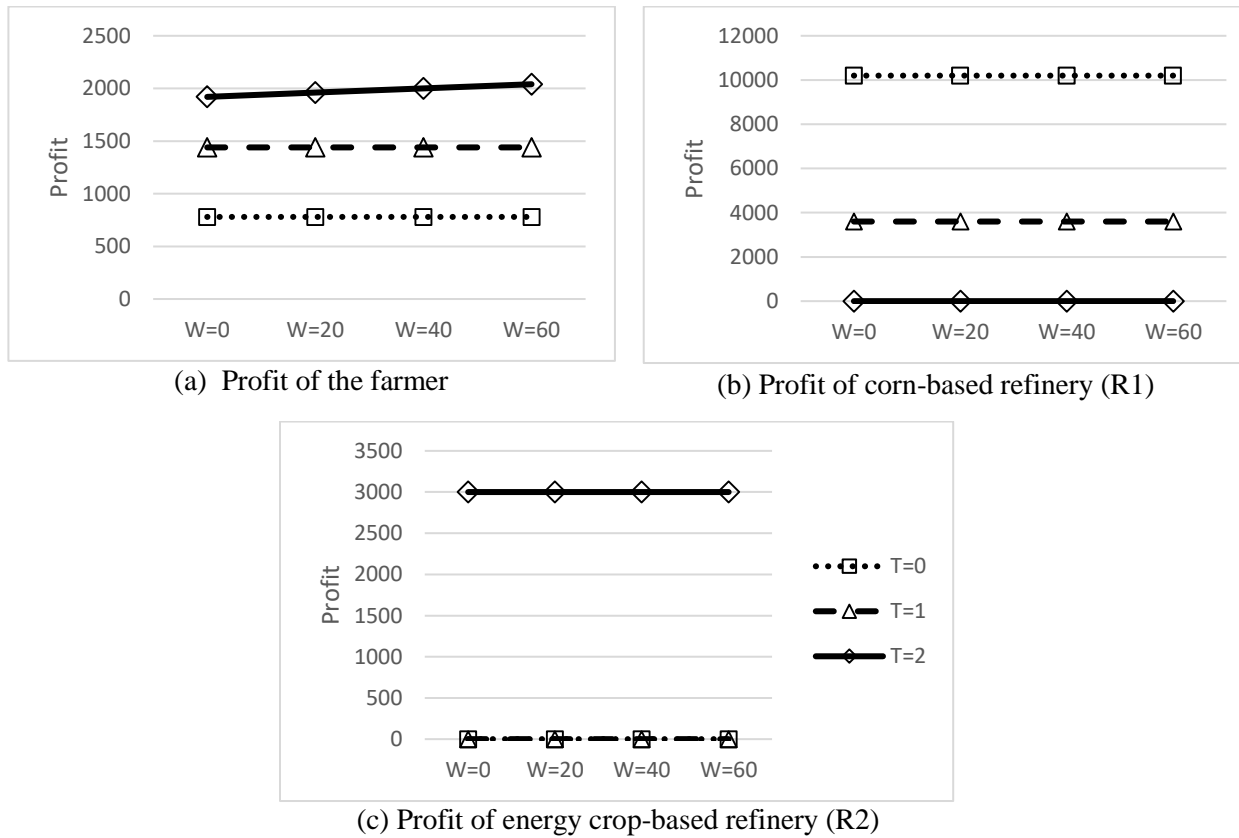 2500
2000
1500
1000
500
0
Profit
W=0 W=20 W=40 W=60
(a) Profit of the farmer
12000
10000
8000
6000
4000
2000
0
Profit
W=0 W=20 W=40 W=60
(b) Profit of corn-based refinery (R1)
3500
3000
2500
2000
1500
1000
500
0
Profit
W=0 W=20 W=40 W=60
T=0
T=1
T=2
(c) Profit of energy crop-based refinery (R2)